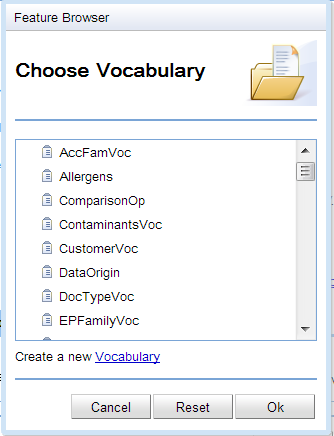 Feature Browser
Choose Vocabulary
AccFamVoc
Allergens
ComparisonOp
ContaminantsVoc
CustomerVoc
DataOrigin
DocTypeVoc
EPFamilyVoc
Create a new Vocabulary
Cancel Reset Ok